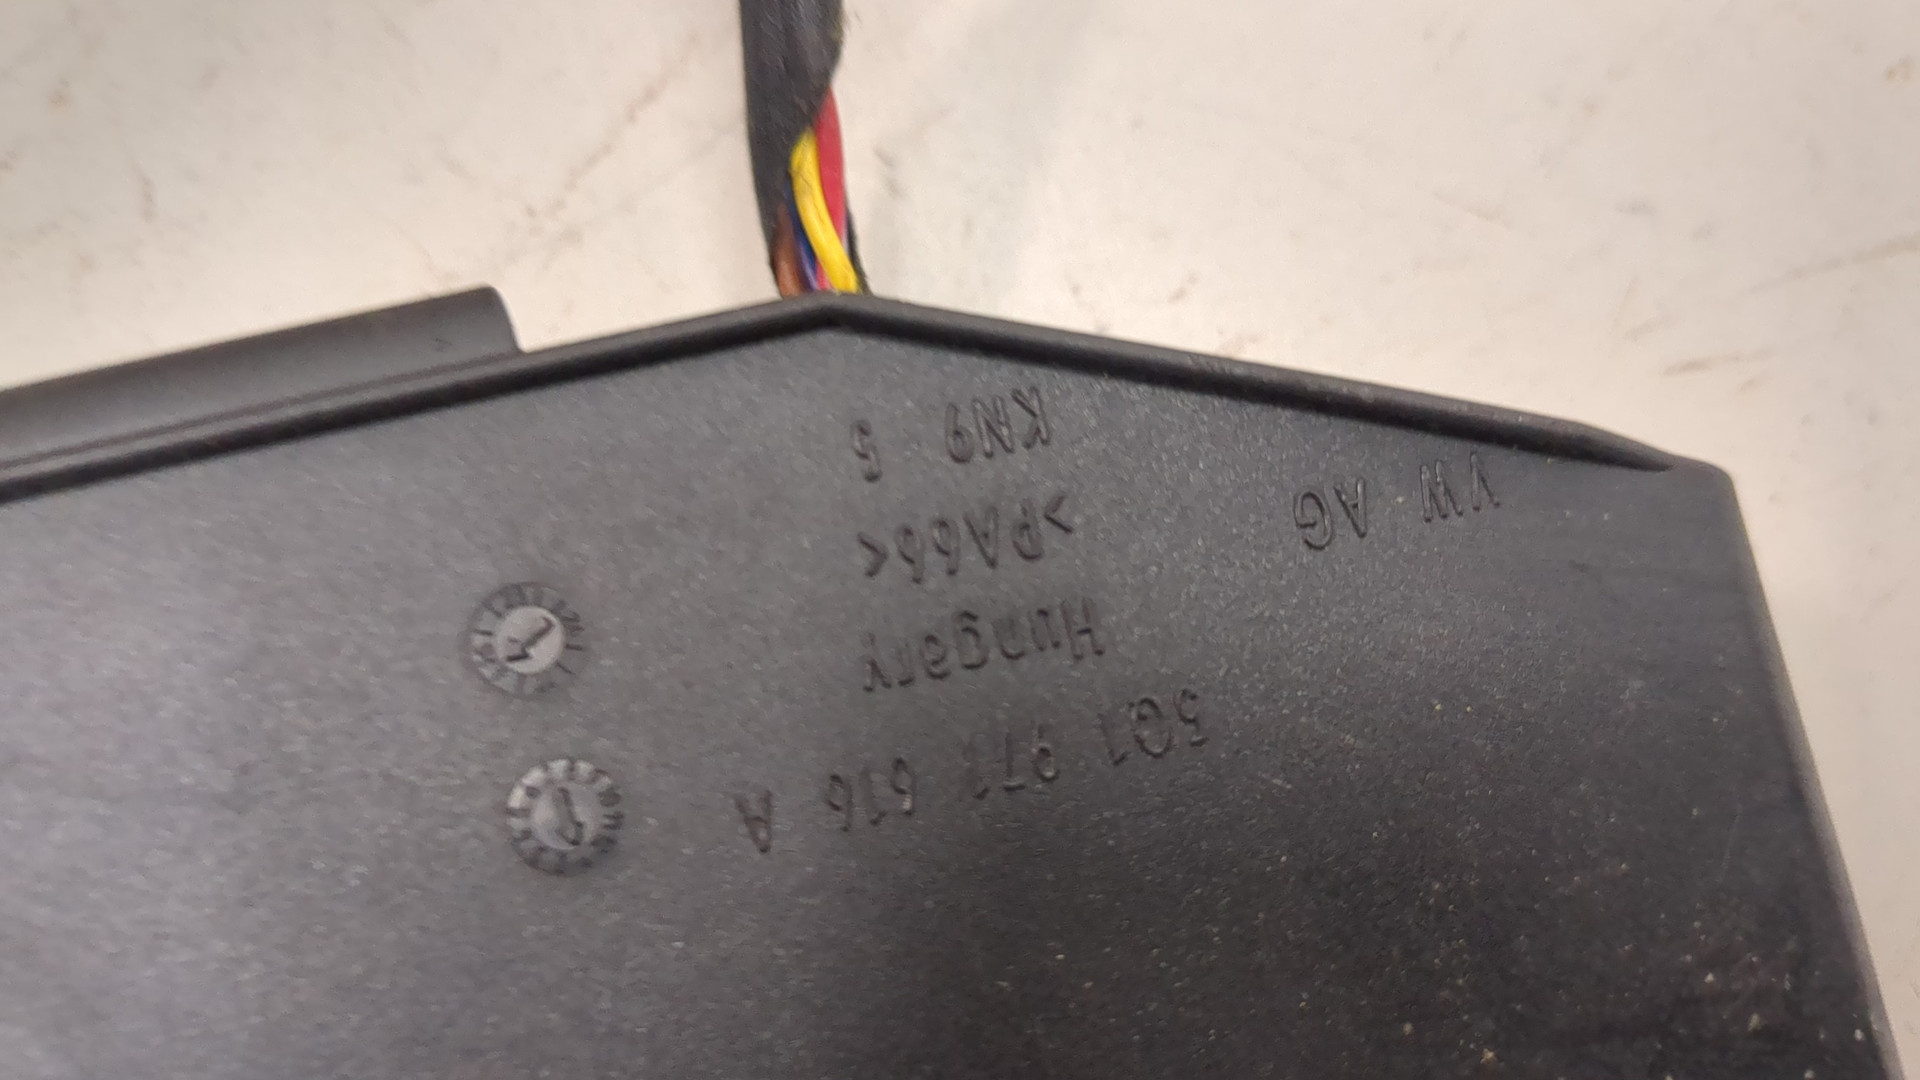 5Q1 971 616 A
Hungary
>PA66<
VW AG
KN9 5